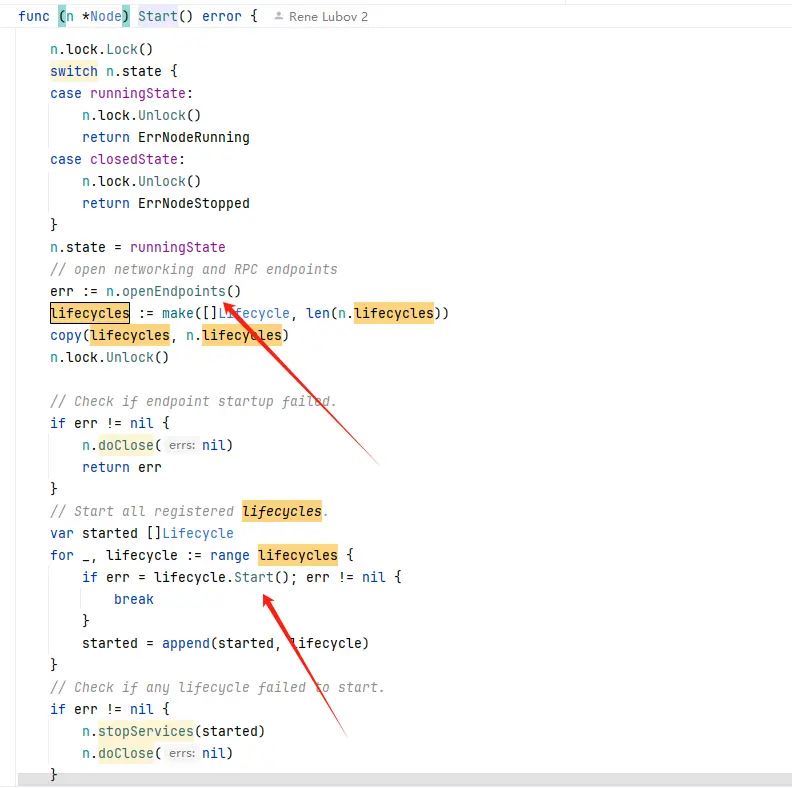 func (n *Node) Start() error {  Rene Lubov 2
    n.lock.Lock()
    switch n.state {
    case runningState:
        n.lock.Unlock()
        return ErrNodeRunning
    case closedState:
        n.lock.Unlock()
        return ErrNodeStopped
    }
    n.state = runningState
    // open networking and RPC endpoints
    err := n.openEndpoints()
    lifecycles := make([]Lifecycle, len(n.lifecycles))
    copy(lifecycles, n.lifecycles)
    n.lock.Unlock()
    // Check if endpoint startup failed.
    if err != nil {
        n.doClose( errs: nil)
        return err
    }
    // Start all registered lifecycles.
    var started []Lifecycle
    for _, lifecycle := range lifecycles {
        if err = lifecycle.Start(); err != nil {
            break
        }
        started = append(started, lifecycle)
    }
    // Check if any lifecycle failed to start.
    if err != nil {
        n.stopServices(started)
        n.doClose( errs: nil)
    }